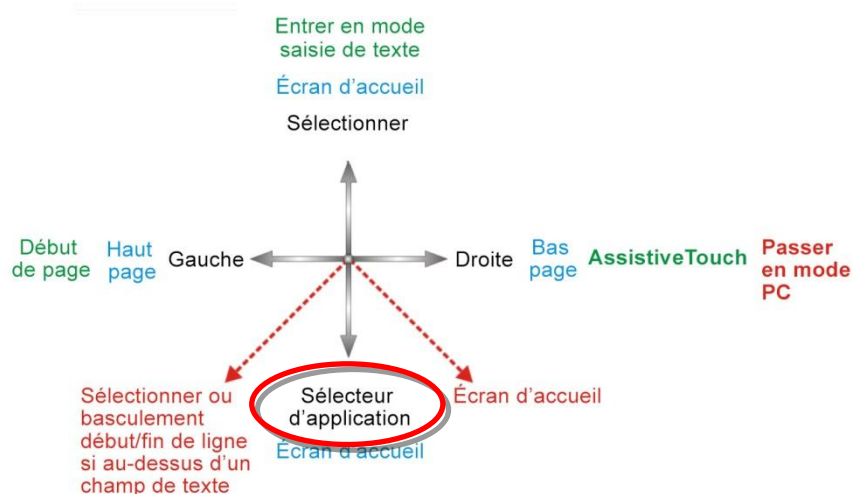 Entrer en mode
saisie de texte
Écran d'accueil
Sélectionner
Début
de page
Haut
page
Gauche
Droite
Bas
page
AssistiveTouch
Passer
en mode
PC
Sélectionner ou
basculement
début/fin de ligne
si au-dessus d'un
champ de texte
Sélecteur
d'application
Écran d'accueil
Écran d'accueil